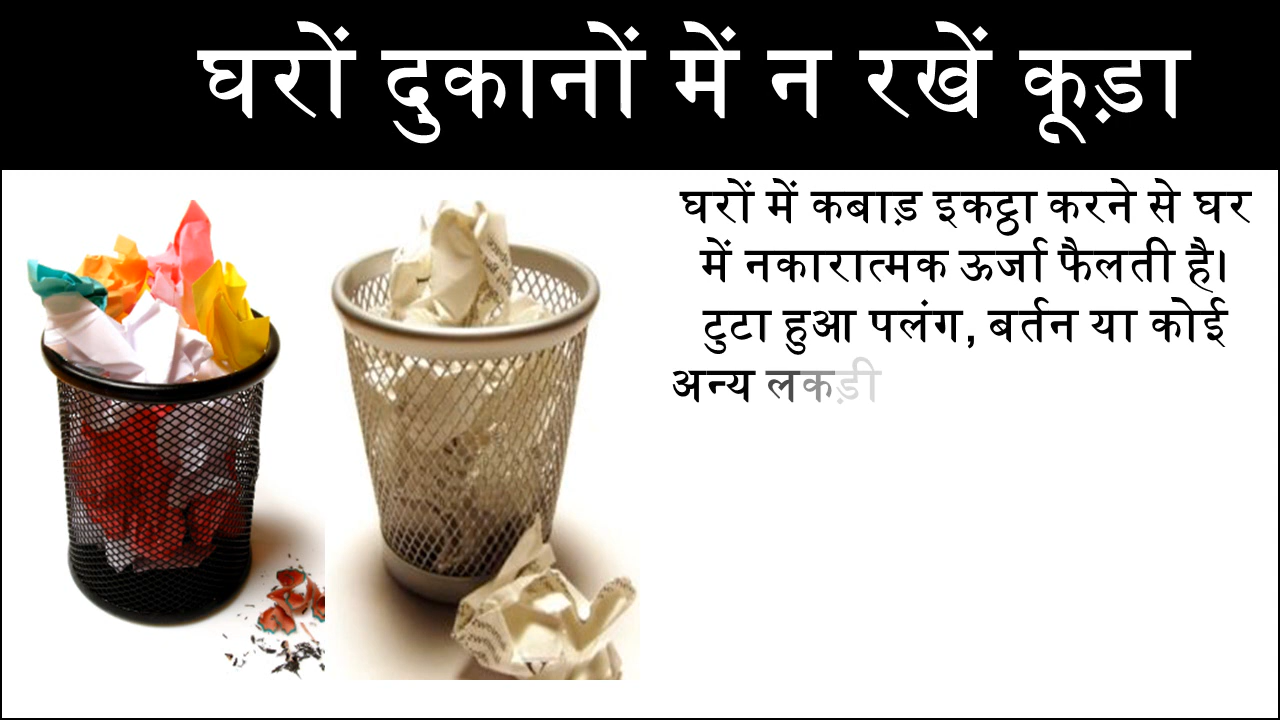 घरों दुकानों में न रखें कूड़ा
घरों में कबाड़ इकट्ठा करने से घर
में नकारात्मक ऊर्जा फैलती है।
टुटा हुआ पलंग, बर्तन या कोई
अन्य लकड़ी